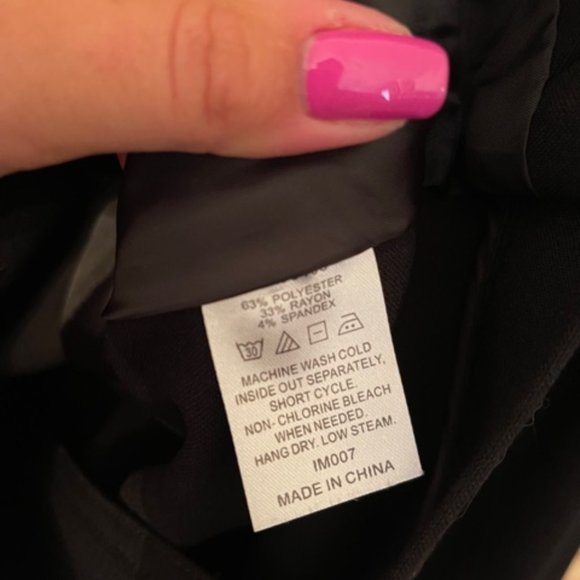 63% POLYESTER
33% RAYON
4% SPANDEX
30
MACHINE WASH COLD
INSIDE OUT SEPARATELY,
SHORT CYCLE.
NON- CHLORINE BLEACH
WHEN NEEDED.
HANG DRY. LOW STEAM.
IM007
MADE IN CHINA